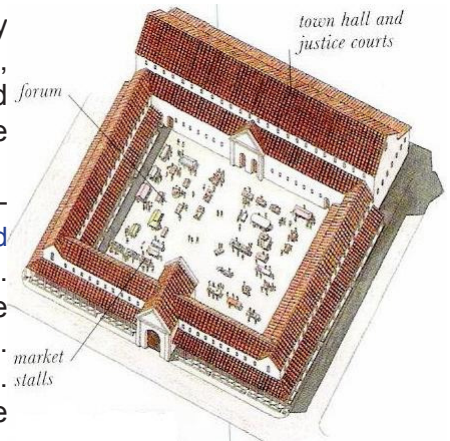 town hall and
justice courts
forum
market
stalls